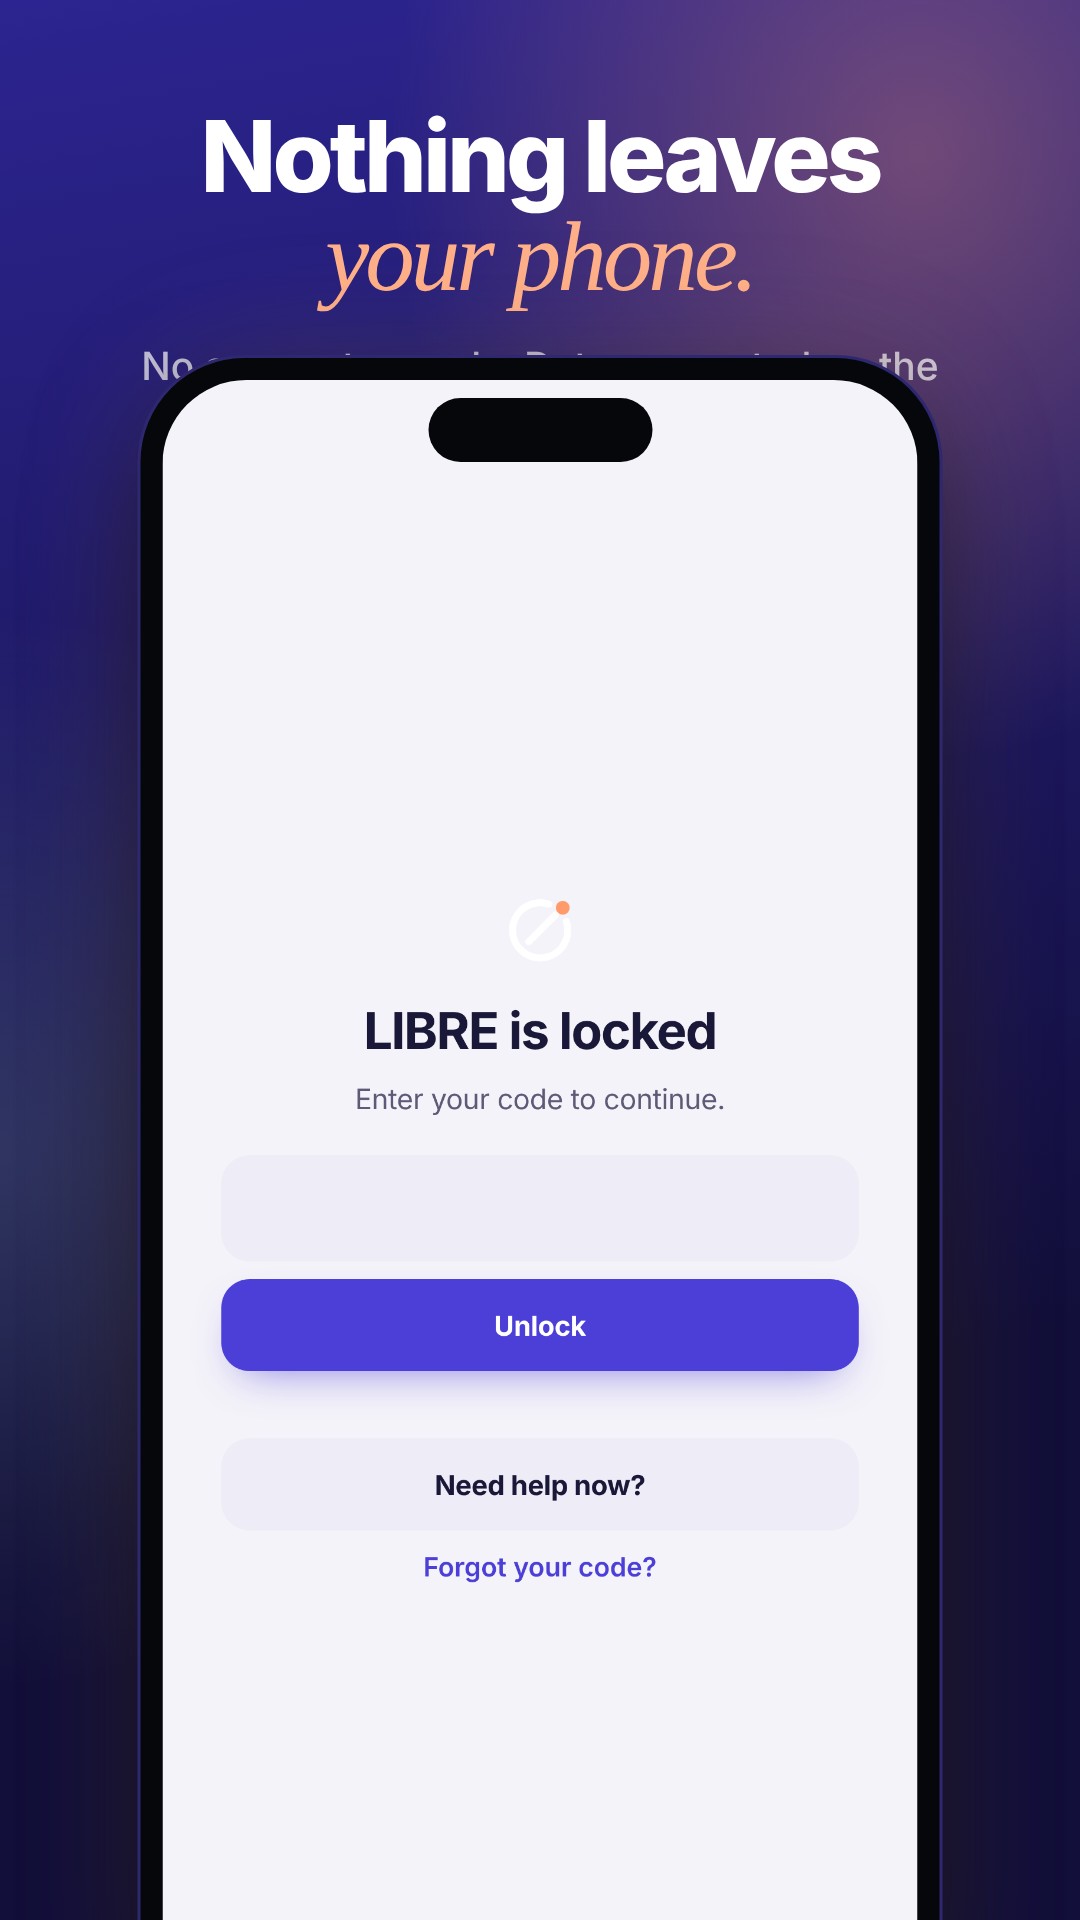 Nothing leaves
your phone.
No the
LIBRE is locked
Enter your code to continue.
Unlock
Need help now?
Forgot your code?